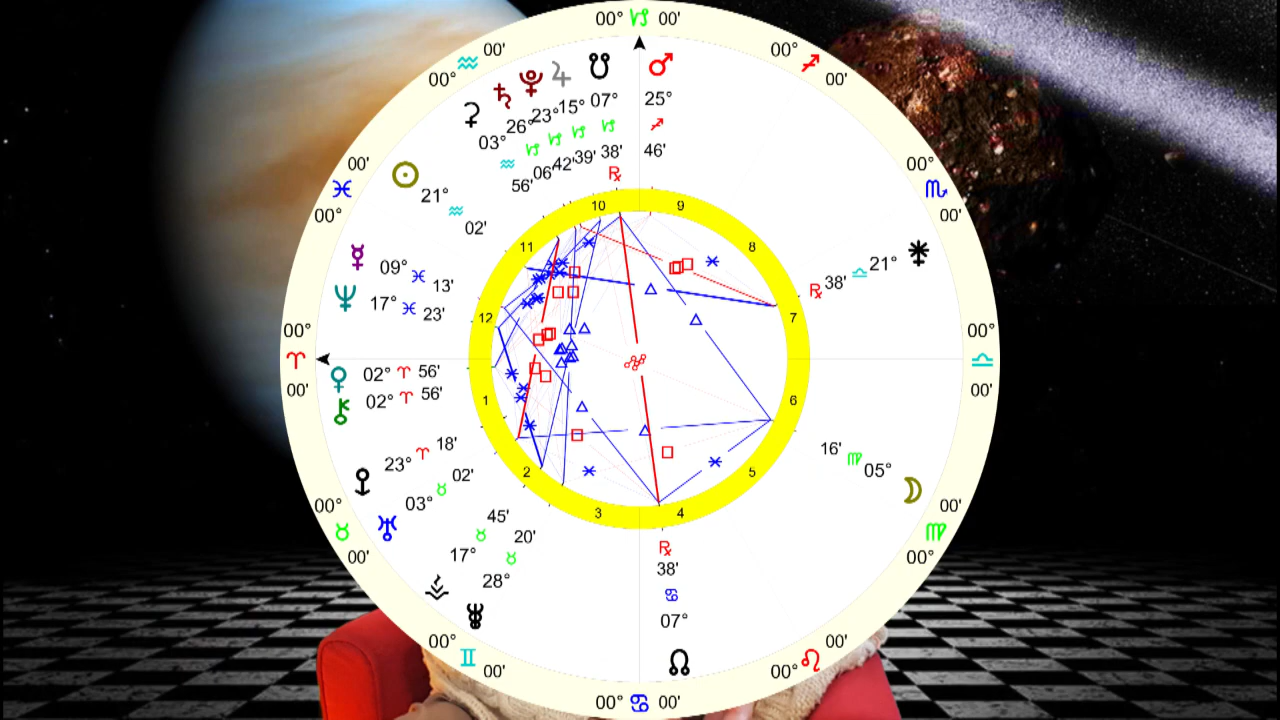 00° ♑ 00'
00° ♐ 00'
00° ♏ 00'
00° ♎ 00'
00° ♍ 00'
00° ♌ 00'
00° ♋ 00'
00° ♊ 00'
00° ♉ 00'
00° ♈ 00'
00° ♓ 00'
00° ♒ 00'
♂ 25° ♐ 46'
☋ 07° ♑ 38' ℞
♃ 15° ♑ 39'
♇ 23° ♑ 42'
♄ 26° ♑ 06'
⚳ 03° ♒ 56'
☉ 21° ♒ 02'
☿ 09° ♓ 13'
♆ 17° ♓ 23'
♀ 02° ♈ 56'
⚷ 02° ♈ 56'
23° ♈ 18'
♅ 03° ♉ 02'
⚶ 17° ♉ 45'
28° ♉ 20'
☊ 07° ♋ 38' ℞
☽ 05° ♍ 16'
⚵ 21° ♎ 38' ℞
1
2
3
4
5
6
7
8
9
10
11
12